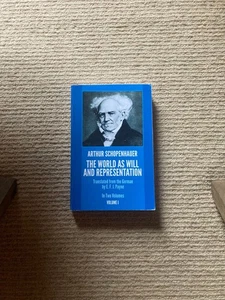 ARTHUR SCHOPENHAUER
THE WORLD AS WILL
AND REPRESENTATION
Translated from the German
by E. F. J. Payne
In Two Volumes
VOLUME I